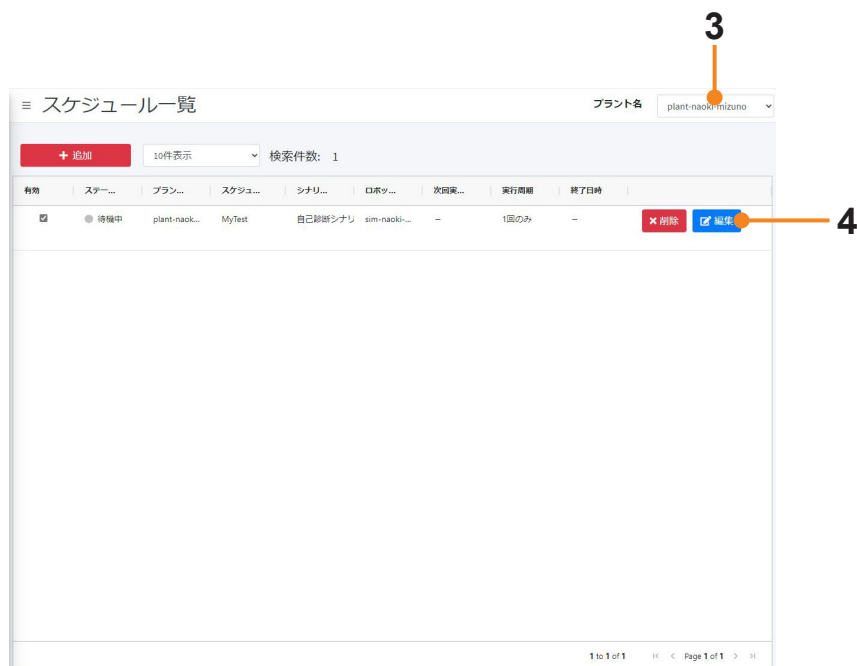 3
≡ スケジュール一覧 プラント名 plant-naoki-mizuno
+ 追加 10件表示 検索件数: 1
有効 ステー... プラン... スケジュ... シナリ... ロボッ... 次回実... 実行周期 終了日時
待機中 plant-naok... MyTest 自己診断シナリ sim-naoki-... − 1回のみ − ×削除 編集
4
1 to 1 of 1 Page 1 of 1